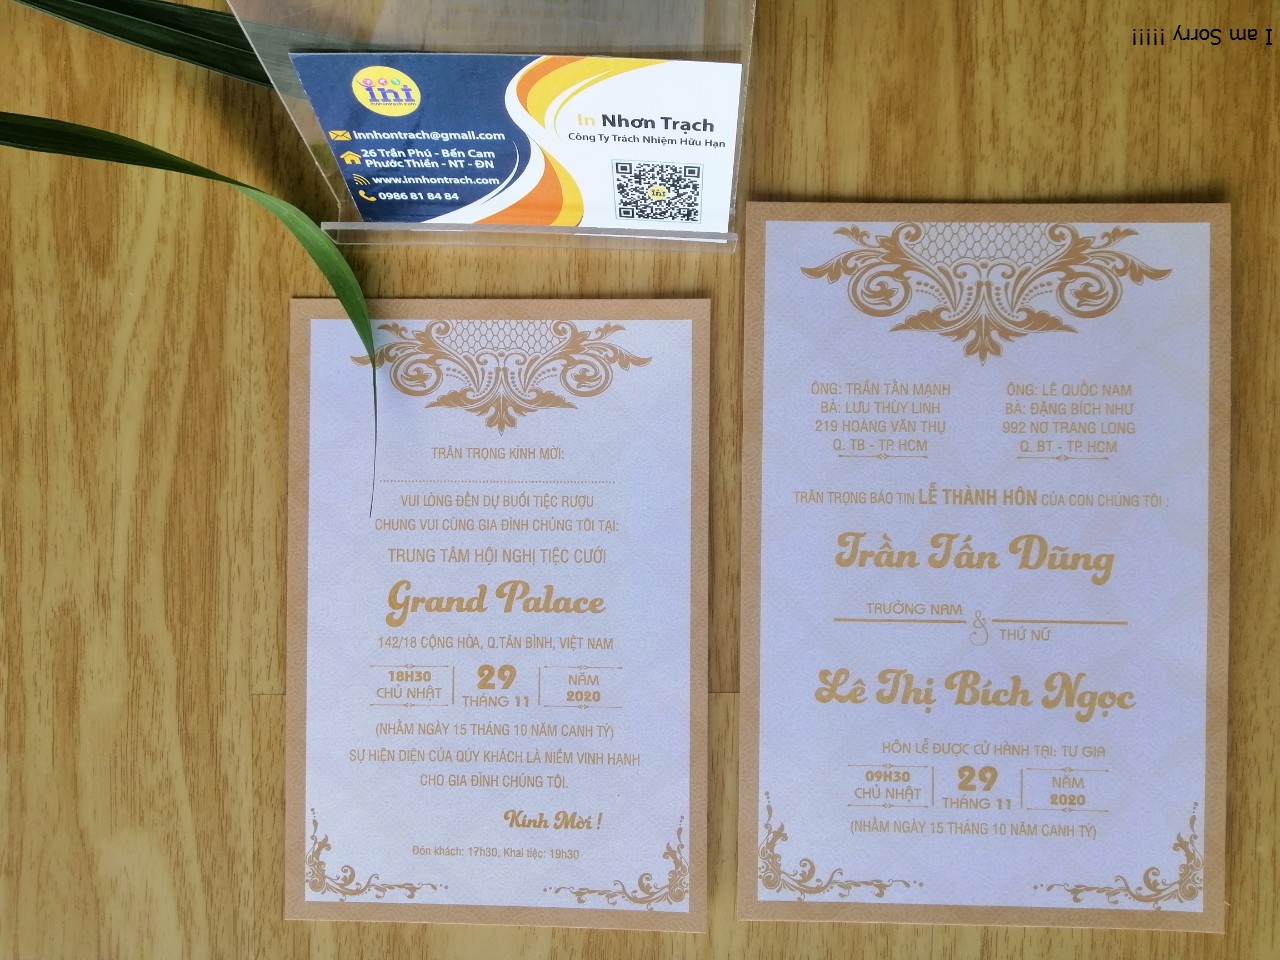 I am Sorry !!!!!
ini
innhontrach.com
innhontrach@gmail.com
26 Trần Phú - Bến Cam
Phước Thiền - NT - ĐN
www.innhontrach.com
0986 81 84 84
In Nhơn Trạch
Công Ty Trách Nhiệm Hữu Hạn
ini
TRÂN TRỌNG KÍNH MỜI:
VUI LÒNG ĐẾN DỰ BUỔI TIỆC RƯỢU
CHUNG VUI CÙNG GIA ĐÌNH CHÚNG TÔI TẠI:
TRUNG TÂM HỘI NGHỊ TIỆC CƯỚI
Grand Palace
142/18 CỘNG HÒA, Q.TÂN BÌNH, VIỆT NAM
18H30
CHỦ NHẬT
29
THÁNG 11
NĂM
2020
(NHẰM NGÀY 15 THÁNG 10 NĂM CANH TÝ)
SỰ HIỆN DIỆN CỦA QÚY KHÁCH LÀ NIỀM VINH HẠNH
CHO GIA ĐÌNH CHÚNG TÔI.
Kính Mời !
Đón khách: 17h30, Khai tiệc: 19h30
ÔNG: TRẦN TẤN MẠNH
BÀ: LƯU THÙY LINH
219 HOÀNG VĂN THỤ
Q. TB - TP. HCM
ÔNG: LÊ QUỐC NAM
BÀ: ĐẶNG BÍCH NHƯ
992 NƠ TRANG LONG
Q. BT - TP. HCM
TRÂN TRỌNG BÁO TIN LỄ THÀNH HÔN CỦA CON CHÚNG TÔI :
Trần Tấn Dũng
TRƯỞNG NAM
&
THỨ NỮ
Lê Thị Bích Ngọc
HÔN LỄ ĐƯỢC CỬ HÀNH TẠI: TƯ GIA
09H30
CHỦ NHẬT
29
THÁNG 11
NĂM
2020
(NHẰM NGÀY 15 THÁNG 10 NĂM CANH TÝ)